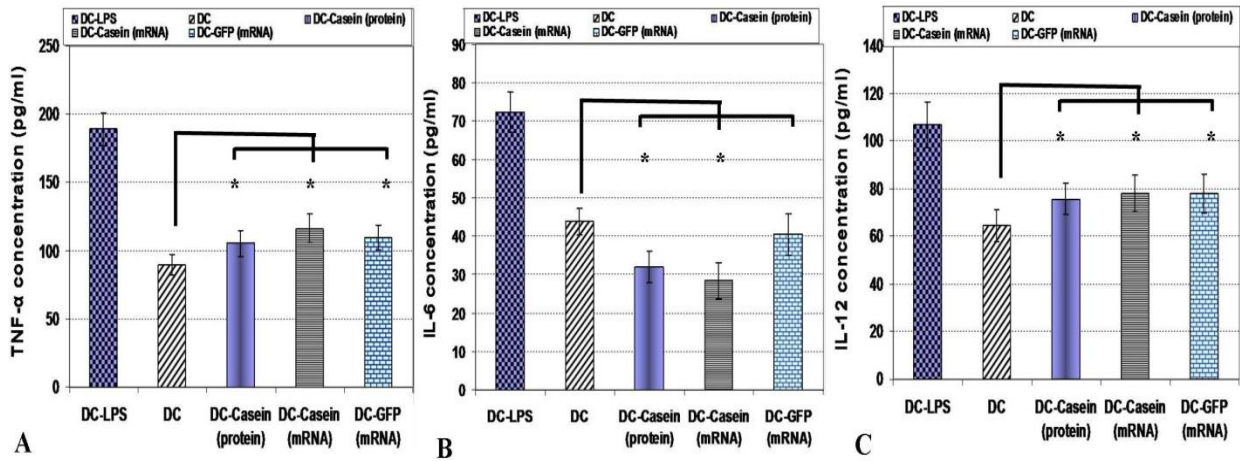 DC-LPS DC DC-Casein (protein)
DC-Casein (mRNA) DC-GFP (mRNA)
TNF-α concentration (pg/ml)
250
200
150
100
50
0
* * *
DC-LPS DC DC-Casein (protein) DC-Casein (mRNA) DC-GFP (mRNA)
A
DC-LPS DC DC-Casein (protein)
DC-Casein (mRNA) DC-GFP (mRNA)
IL-6 concentration (pg/ml)
90
80
70
60
50
40
30
20
10
0
* *
DC-LPS DC DC-Casein (protein) DC-Casein (mRNA) DC-GFP (mRNA)
B
DC-LPS DC DC-Casein (protein)
DC-Casein (mRNA) DC-GFP (mRNA)
IL-12 concentration (pg/ml)
140
120
100
80
60
40
20
0
* * *
DC-LPS DC DC-Casein (protein) DC-Casein (mRNA) DC-GFP (mRNA)
C